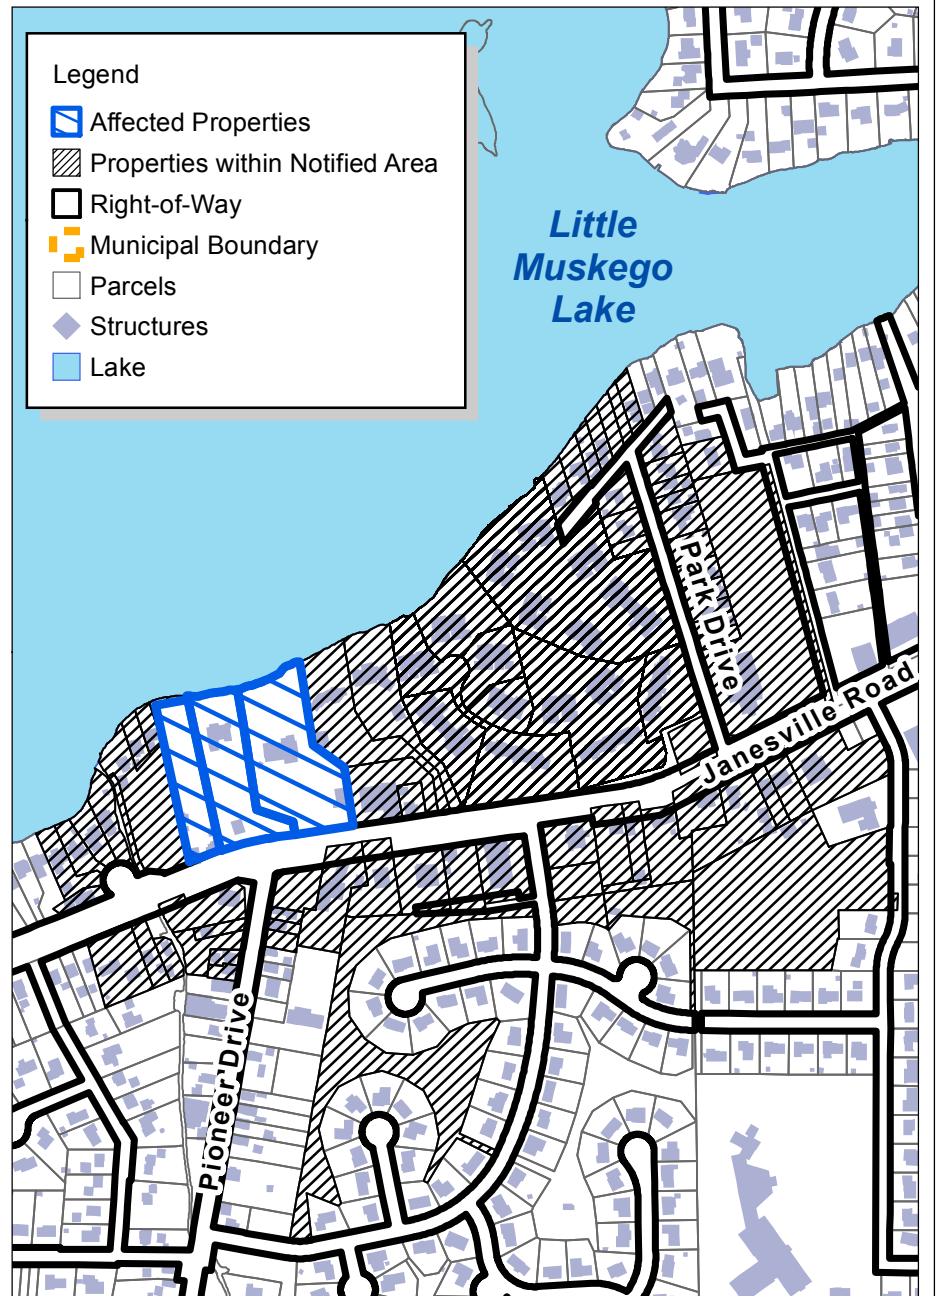 Legend
Affected Properties
Properties within Notified Area
Right-of-Way
Municipal Boundary
Parcels
Structures
Lake
Little
Muskego
Lake
Park Drive
Janesville Road
Pioneer Drive